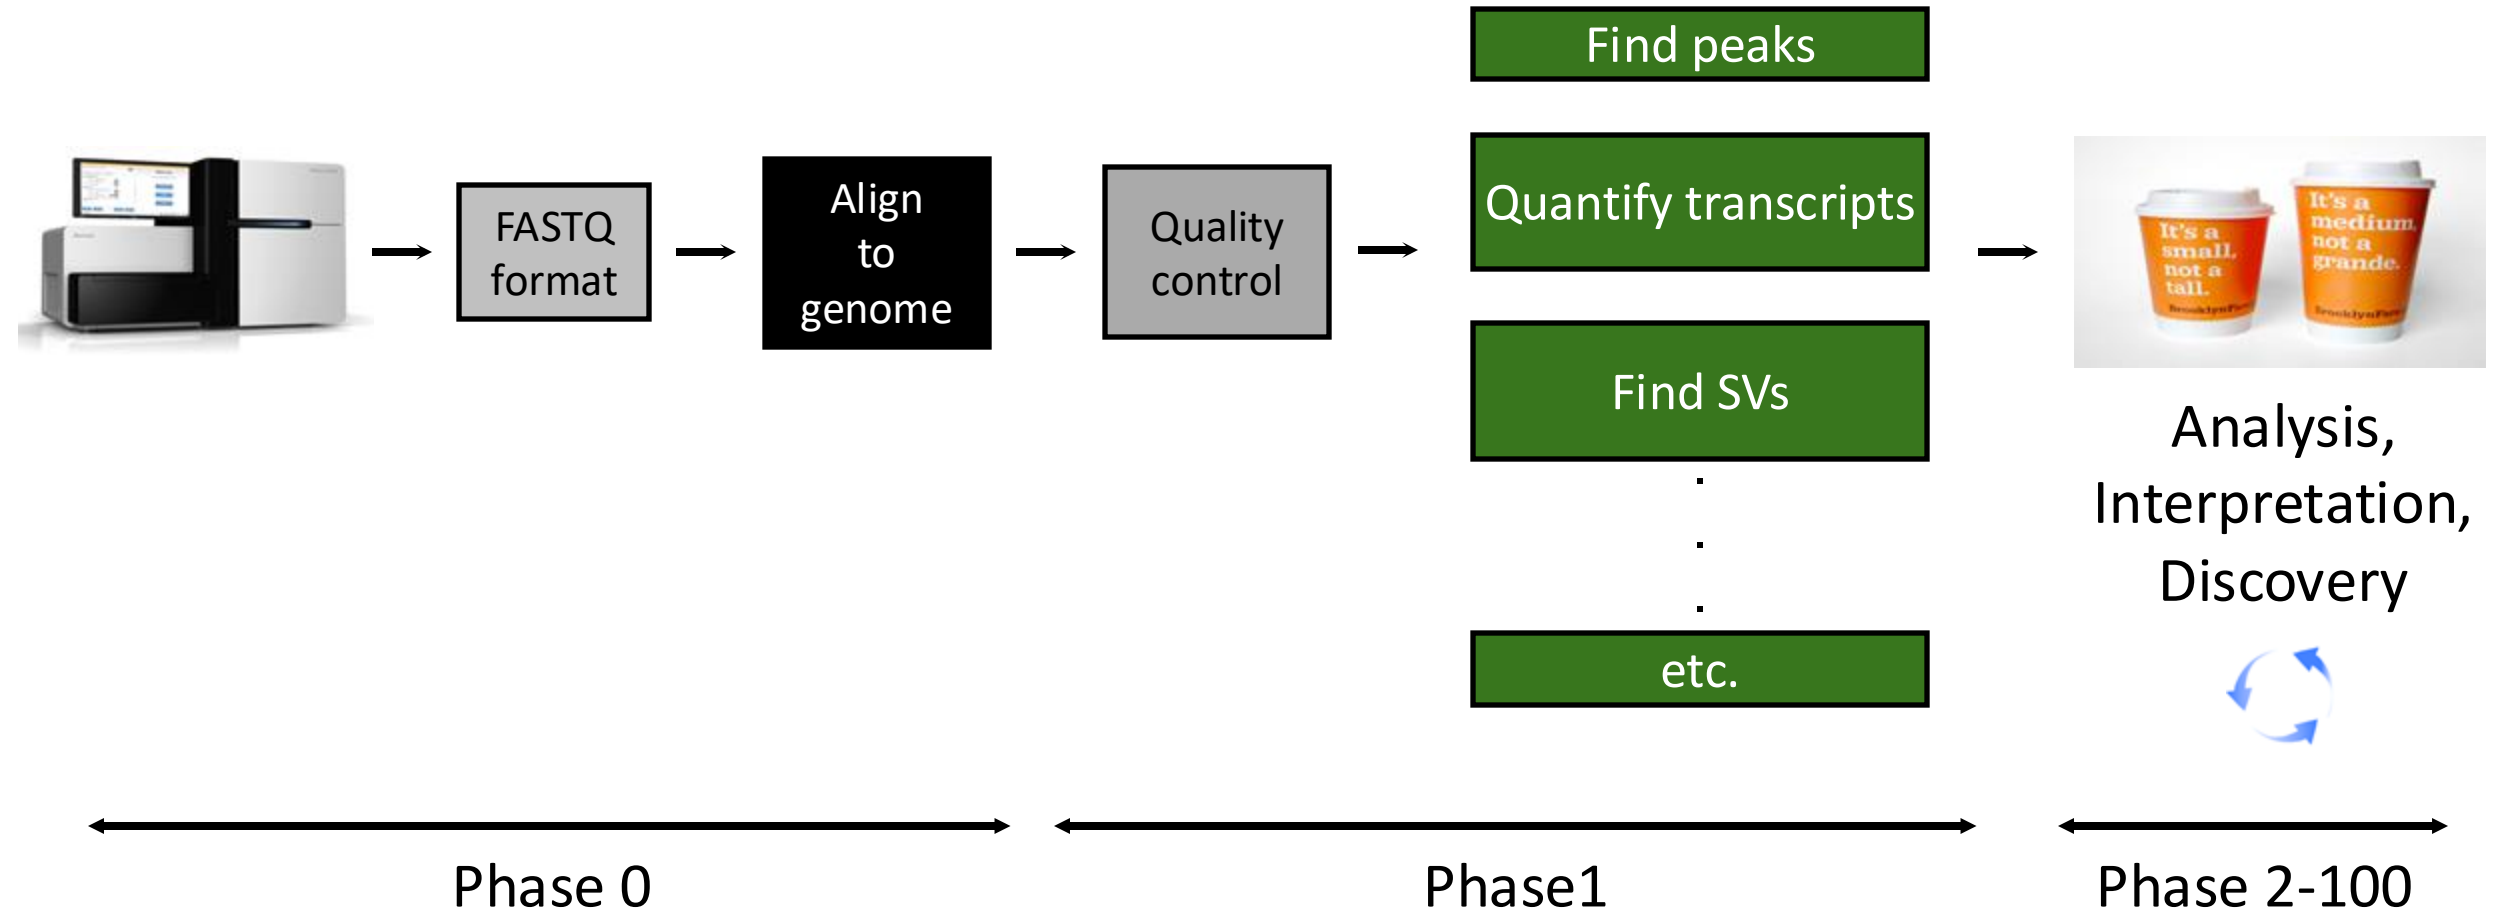 Find peaks
FASTQ
format
Align
to
genome
Quality
control
Quantify transcripts
Find SVs
.
.
.
etc.
It's a
small,
not a
tall.
It's a
medium,
not a
grande.
Analysis,
Interpretation,
Discovery
Phase 0
Phase1
Phase 2-100